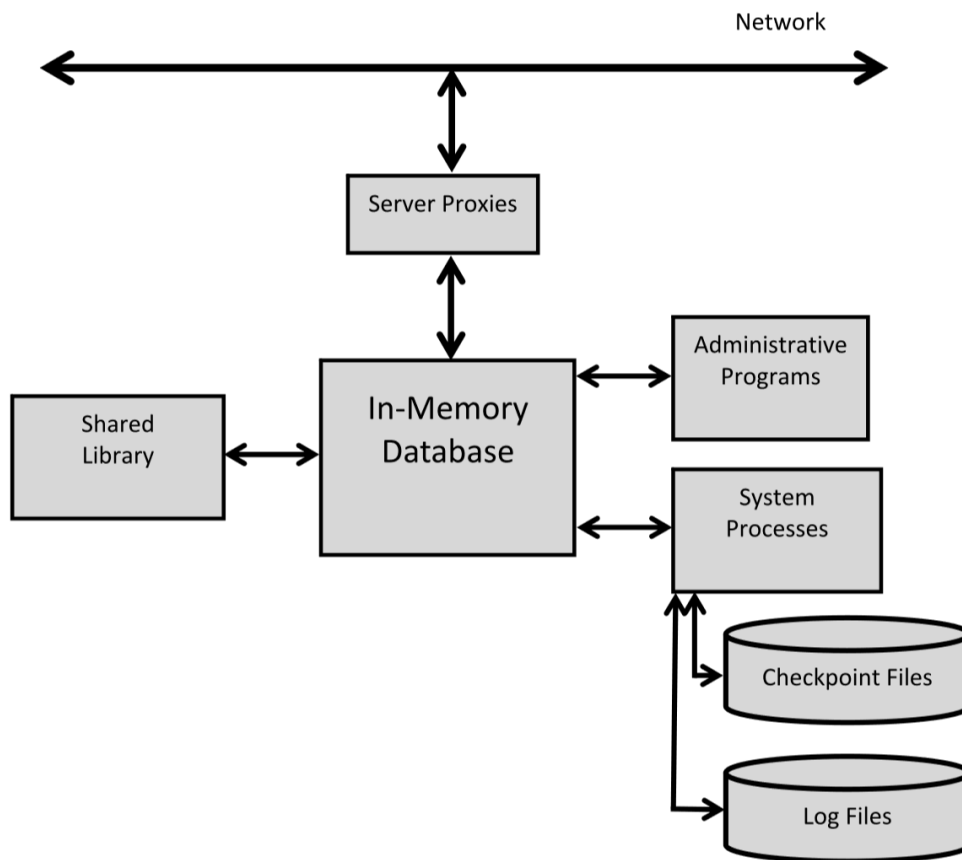 Network
Server Proxies
Administrative
Programs
In-Memory
Database
Shared
Library
System
Processes
Checkpoint Files
Log Files